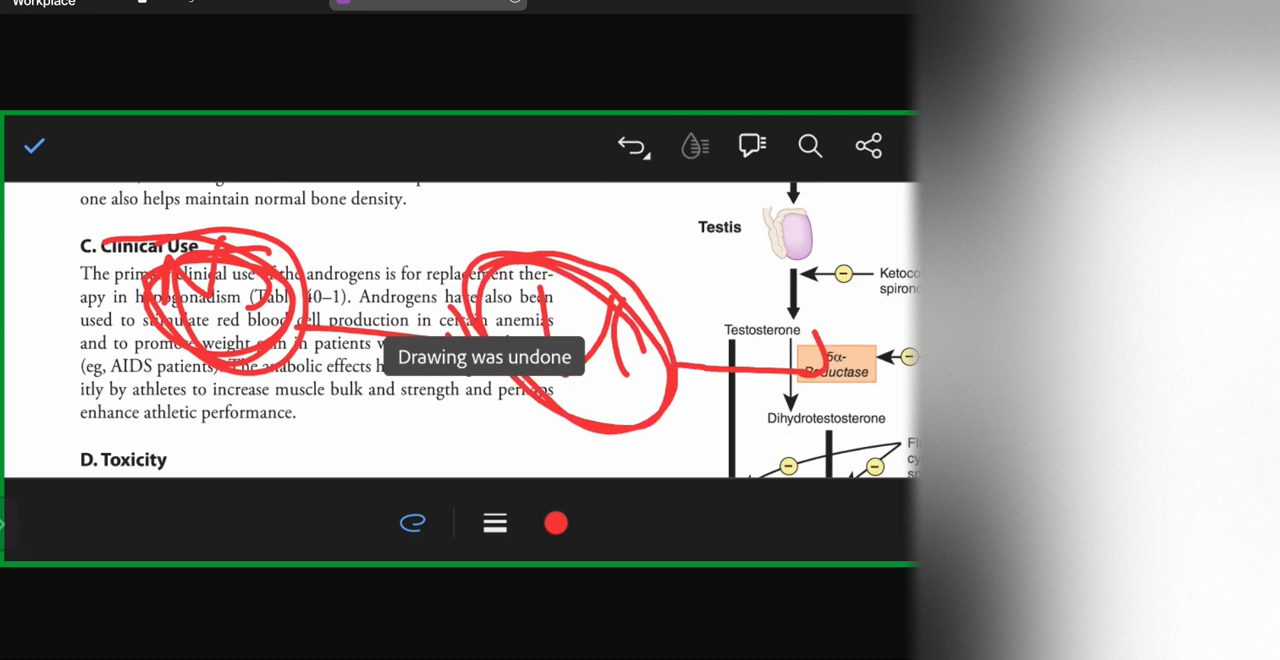 Workplace
one also helps maintain normal bone density.
C. Clinical Use
The primary clinical use of the androgens is for replacement ther-
apy in hypogonadism (Table 40–1). Androgens have also been
used to stimulate red blood cell production in certain anemias
and to promote weight gain in patients
(eg, AIDS patients). The anabolic effects
itly by athletes to increase muscle bulk and strength and perhaps
enhance athletic performance.
D. Toxicity
Drawing was undone
Testis
Testosterone
5α-
Reductase
Dihydrotestosterone